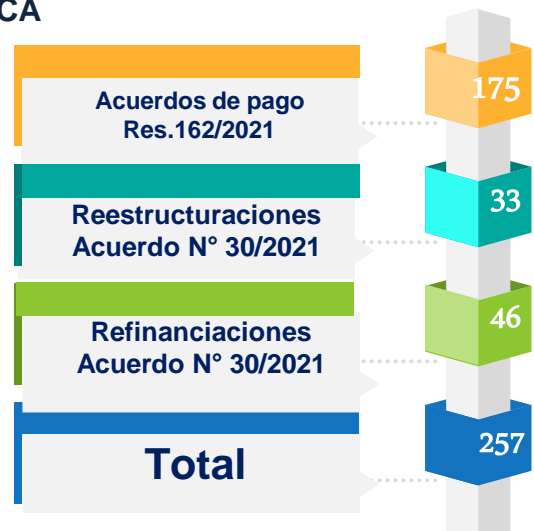 CA
Acuerdos de pago
Res.162/2021
175
Reestructuraciones
Acuerdo N° 30/2021
33
Refinanciaciones
Acuerdo N° 30/2021
46
Total
257